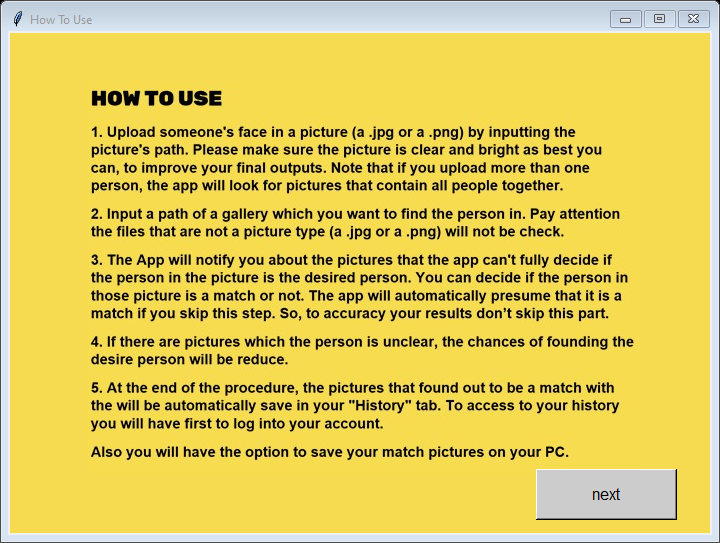 How To Use
HOW TO USE
1. Upload someone's face in a picture (a .jpg or a .png) by inputting the
picture's path. Please make sure the picture is clear and bright as best you
can, to improve your final outputs. Note that if you upload more than one
person, the app will look for pictures that contain all people together.
2. Input a path of a gallery which you want to find the person in. Pay attention
the files that are not a picture type (a .jpg or a .png) will not be check.
3. The App will notify you about the pictures that the app can't fully decide if
the person in the picture is the desired person. You can decide if the person in
those picture is a match or not. The app will automatically presume that it is a
match if you skip this step. So, to accuracy your results don’t skip this part.
4. If there are pictures which the person is unclear, the chances of founding the
desire person will be reduce.
5. At the end of the procedure, the pictures that found out to be a match with
the will be automatically save in your "History" tab. To access to your history
you will have first to log into your account.
Also you will have the option to save your match pictures on your PC.
next